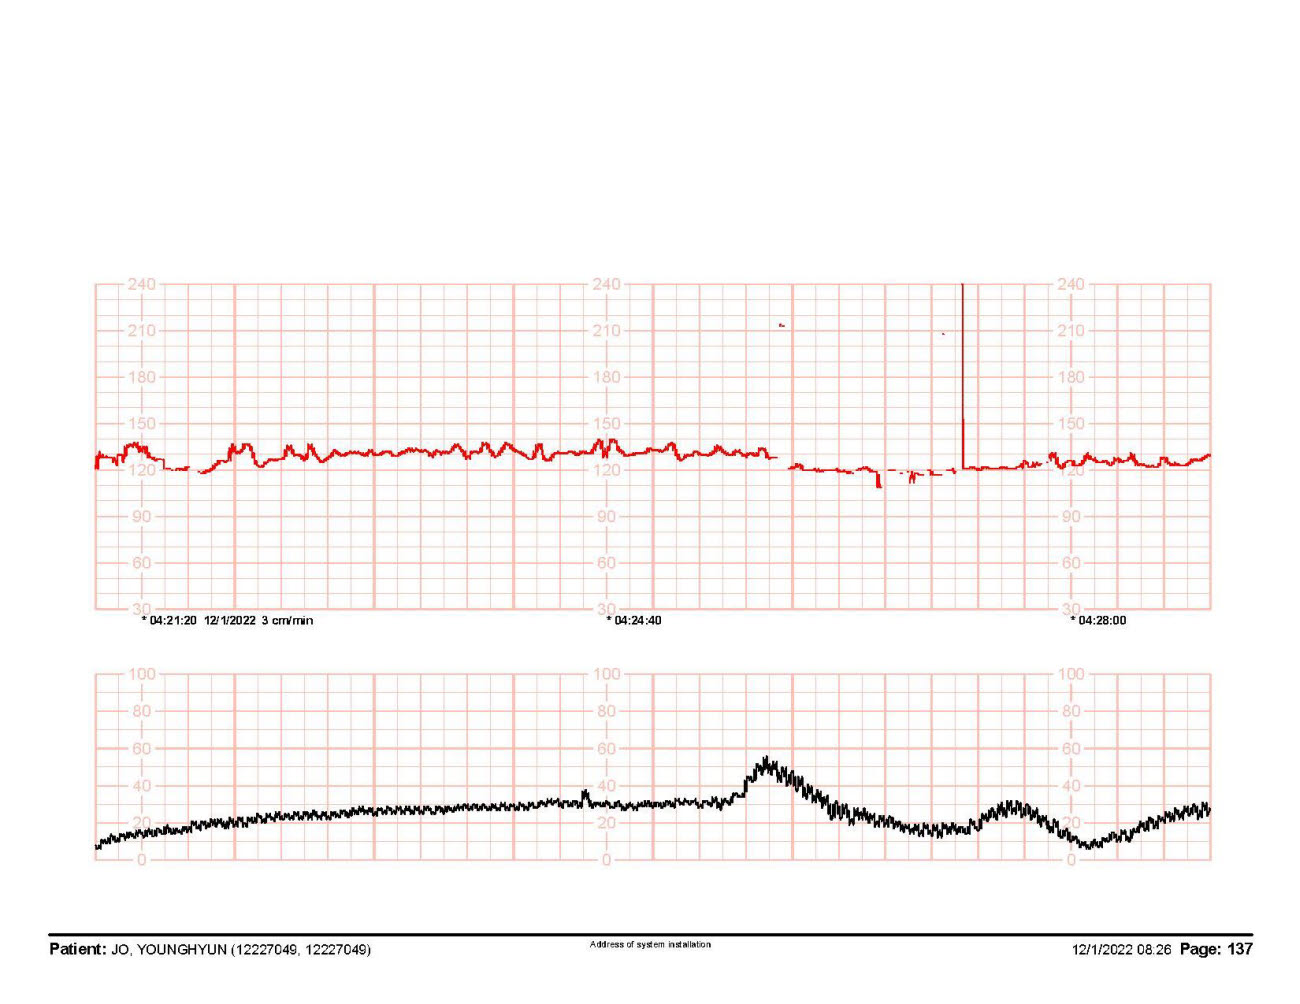 240 240 240
210 210 210
180 180 180
150 150 150
120 120 120
90 90 90
60 60 60
30 30 30
* 04:21:20 12/1/2022 3 cm/min * 04:24:40 * 04:28:00
100 100 100
80 80 80
60 60 60
40 40 40
20 20 20
0 0 0
Patient: JO, YOUNGHYUN (12227049, 12227049) Address of system installation 12/1/2022 08:26 Page: 137